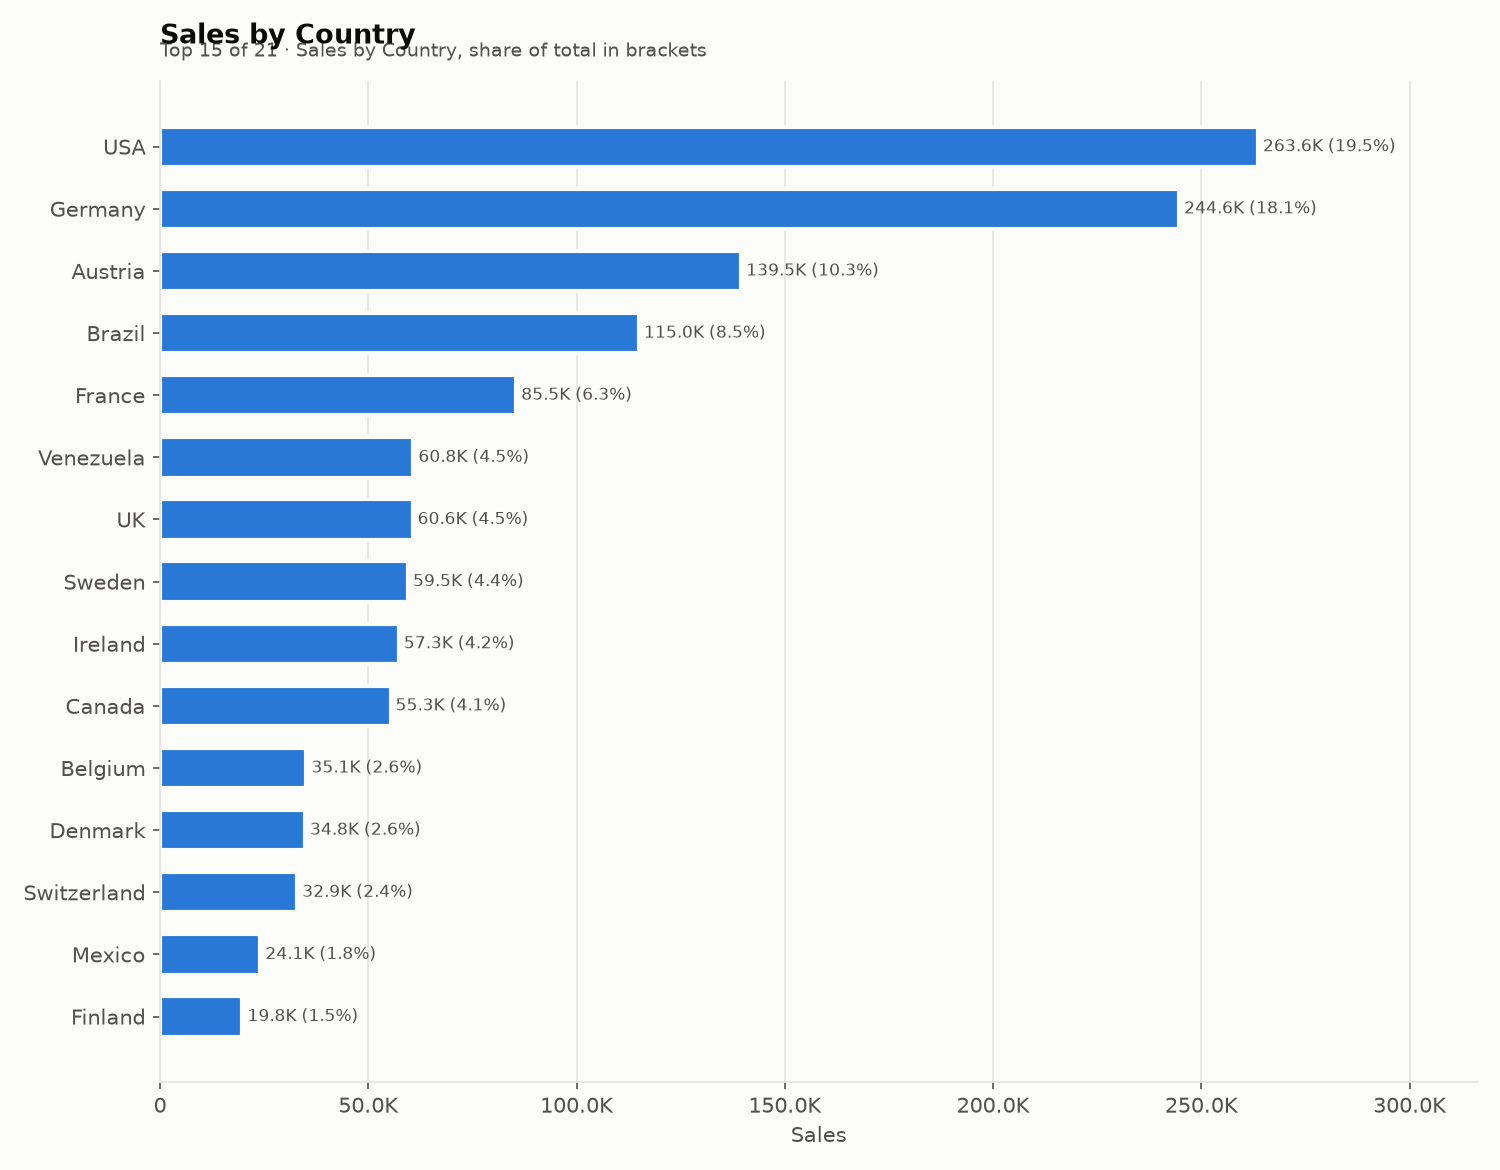 Sales by Country
Top 15 of 21 · Sales by Country, share of total in brackets
USA 263.6K (19.5%)
Germany 244.6K (18.1%)
Austria 139.5K (10.3%)
Brazil 115.0K (8.5%)
France 85.5K (6.3%)
Venezuela 60.8K (4.5%)
UK 60.6K (4.5%)
Sweden 59.5K (4.4%)
Ireland 57.3K (4.2%)
Canada 55.3K (4.1%)
Belgium 35.1K (2.6%)
Denmark 34.8K (2.6%)
Switzerland 32.9K (2.4%)
Mexico 24.1K (1.8%)
Finland 19.8K (1.5%)
0 50.0K 100.0K 150.0K 200.0K 250.0K 300.0K
Sales